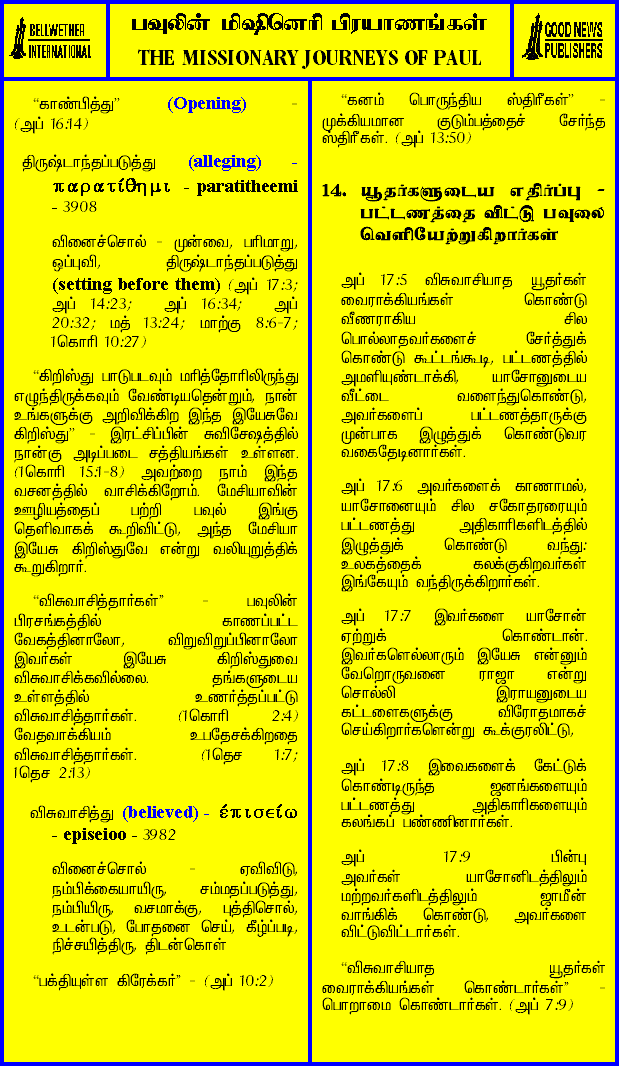 BELLWETHER
INTERNATIONAL
பவுலின் மிஷினெரி பிரயாணங்கள்
THE MISSIONARY JOURNEYS OF PAUL
GOOD NEWS
PUBLISHERS
“காண்பித்து” (Opening) -
(அப் 16:14)
திருஷ்டாந்தப்படுத்து (alleging) -
παρατίθημι - paratitheemi
- 3908
வினைச்சொல் - முன்வை, பரிமாறு,
ஒப்புவி, திருஷ்டாந்தப்படுத்து
(setting before them) (அப் 17:3;
அப் 14:23; அப் 16:34; அப்
20:32; மத் 13:24; மாற்கு 8:6-7;
1கொரி 10:27)
“கிறிஸ்து பாடுபடவும் மரித்தோரிலிருந்து
எழுந்திருக்கவும் வேண்டியதென்றும், நான்
உங்களுக்கு அறிவிக்கிற இந்த இயேசுவே
கிறிஸ்து” - இரட்சிப்பின் சுவிசேஷத்தில்
நான்கு அடிப்படை சத்தியங்கள் உள்ளன.
(1கொரி 15:1-8) அவற்றை நாம் இந்த
வசனத்தில் வாசிக்கிறோம். மேசியாவின்
ஊழியத்தைப் பற்றி பவுல் இங்கு
தெளிவாகக் கூறிவிட்டு, அந்த மேசியா
இயேசு கிறிஸ்துவே என்று வலியுறுத்திக்
கூறுகிறார்.
“விசுவாசித்தார்கள்” - பவுலின்
பிரசங்கத்தில் காணப்பட்ட
வேகத்தினாலோ, விறுவிறுப்பினாலோ
இவர்கள் இயேசு கிறிஸ்துவை
விசுவாசிக்கவில்லை. தங்களுடைய
உள்ளத்தில் உணர்த்தப்பட்டு
விசுவாசித்தார்கள். (1கொரி 2:4)
வேதவாக்கியம் உபதேசக்கிறதை
விசுவாசித்தார்கள். (1தெச 1:7;
1தெச 2:13)
விசுவாசித்து (believed) - έπισείω
- episeioo - 3982
வினைச்சொல் - ஏவிவிடு,
நம்பிக்கையாயிரு, சம்மதப்படுத்து,
நம்பியிரு, வசமாக்கு, புத்திசொல்,
உடன்படு, போதனை செய், கீழ்ப்படி,
நிச்சயித்திரு, திடன்கொள்
“பக்தியுள்ள கிரேக்கர்” - (அப் 10:2)
“கனம் பொருந்திய ஸ்திரீகள்” -
முக்கியமான குடும்பத்தைச் சேர்ந்த
ஸ்திரீகள். (அப் 13:50)
14. யூதர்களுடைய எதிர்ப்பு -
பட்டணத்தை விட்டு பவுலை
வெளியேற்றுகிறார்கள்
அப் 17:5 விசுவாசியாத யூதர்கள்
வைராக்கியங்கள் கொண்டு
வீணராகிய சில
பொல்லாதவர்களைச் சேர்த்துக்
கொண்டு கூட்டங்கூடி, பட்டணத்தில்
அமளியுண்டாக்கி, யாசோனுடைய
வீட்டை வளைந்துகொண்டு,
அவர்களைப் பட்டணத்தாருக்கு
முன்பாக இழுத்துக் கொண்டுவர
வகைதேடினார்கள்.
அப் 17:6 அவர்களைக் காணாமல்,
யாசோனையும் சில சகோதரரையும்
பட்டணத்து அதிகாரிகளிடத்தில்
இழுத்துக் கொண்டு வந்து:
உலகத்தைக் கலக்குகிறவர்கள்
இங்கேயும் வந்திருக்கிறார்கள்.
அப் 17:7 இவர்களை யாசோன்
ஏற்றுக் கொண்டான்.
இவர்களெல்லாரும் இயேசு என்னும்
வேறொருவனை ராஜா என்று
சொல்லி இராயனுடைய
கட்டளைகளுக்கு விரோதமாகச்
செய்கிறார்களென்று கூக்குரலிட்டு,
அப் 17:8 இவைகளைக் கேட்டுக்
கொண்டிருந்த ஜனங்களையும்
பட்டணத்து அதிகாரிகளையும்
கலங்கப் பண்ணினார்கள்.
அப் 17:9 பின்பு
அவர்கள் யாசோனிடத்திலும்
மற்றவர்களிடத்திலும் ஜாமீன்
வாங்கிக் கொண்டு, அவர்களை
விட்டுவிட்டார்கள்.
“விசுவாசியாத யூதர்கள்
வைராக்கியங்கள் கொண்டார்கள்” -
பொறாமை கொண்டார்கள். (அப் 7:9)